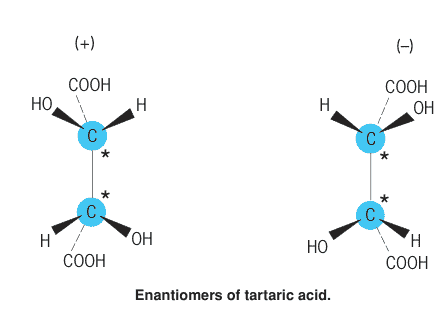 (+) (–)
COOH COOH
HO H H OH
C C
* *
* *
C C
H OH HO H
COOH COOH
Enantiomers of tartaric acid.